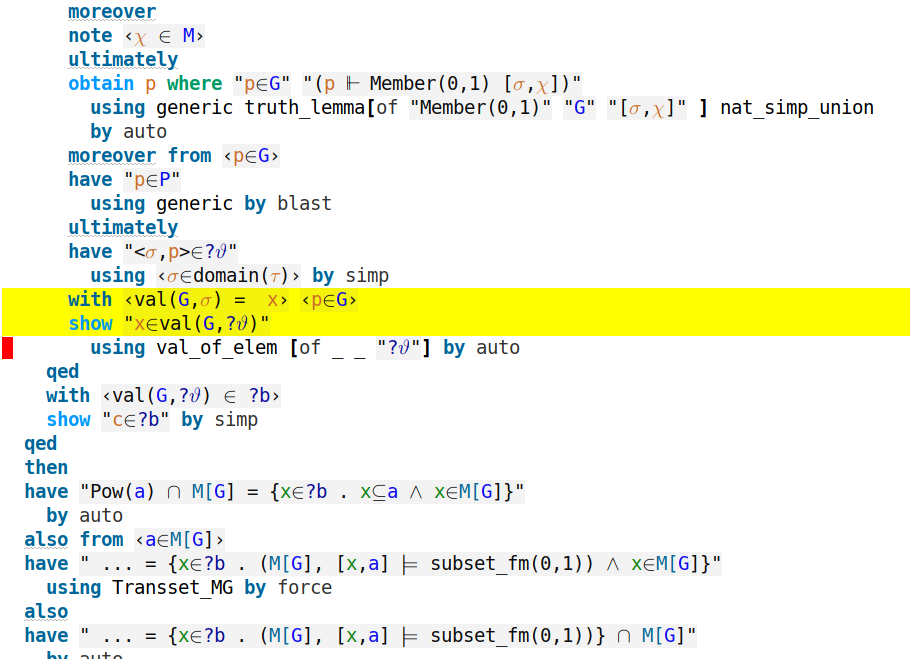 moreover
note ‹χ ∈ M›
ultimately
obtain p where "p∈G" "(p ⊩ Member(0,1) [σ,χ])"
using generic truth_lemma[of "Member(0,1)" "G" "[σ,χ]" ] nat_simp_union
by auto
moreover from ‹p∈G›
have "p∈P"
using generic by blast
ultimately
have "<σ,p>∈?ϑ"
using ‹σ∈domain(τ)› by simp
with ‹val(G,σ) =  x› ‹p∈G›
show "x∈val(G,?ϑ)"
using val_of_elem [of _ _ "?ϑ"] by auto
qed
with ‹val(G,?ϑ) ∈ ?b›
show "c∈?b" by simp
qed
then
have "Pow(a) ∩ M[G] = {x∈?b . x⊆a ∧ x∈M[G]}"
by auto
also from ‹a∈M[G]›
have " ... = {x∈?b . (M[G], [x,a] ⊨ subset_fm(0,1)) ∧ x∈M[G]}"
using Transset_MG by force
also
have " ... = {x∈?b . (M[G], [x,a] ⊨ subset_fm(0,1))} ∩ M[G]"
by auto